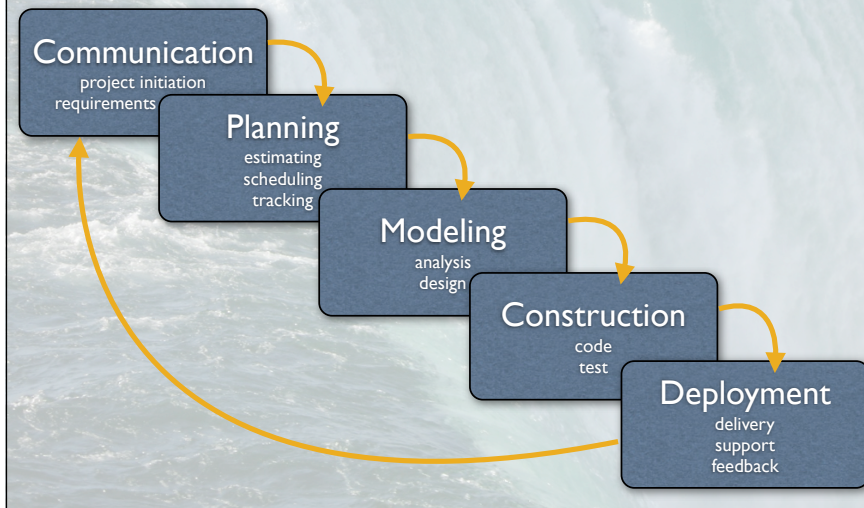 Communication
project initiation
requirements
Planning
estimating
scheduling
tracking
Modeling
analysis
design
Construction
code
test
Deployment
delivery
support
feedback